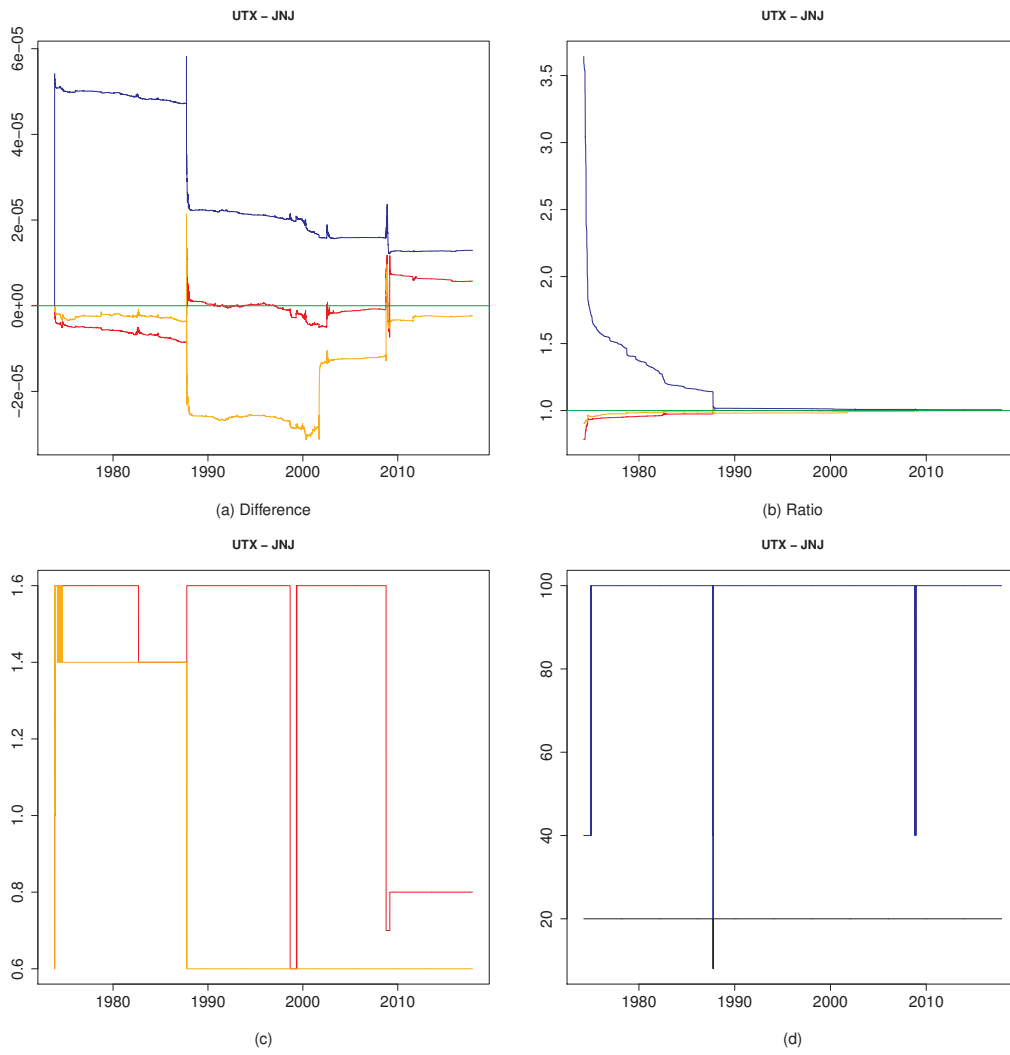 UTX − JNJ
6e−05
4e−05
2e−05
0e+00
−2e−05
1980 1990 2000 2010
(a) Difference
UTX − JNJ
3.5
3.0
2.5
2.0
1.5
1.0
1980 1990 2000 2010
(b) Ratio
UTX − JNJ
1.6
1.4
1.2
1.0
0.8
0.6
1980 1990 2000 2010
(c)
UTX − JNJ
100
80
60
40
20
1980 1990 2000 2010
(d)